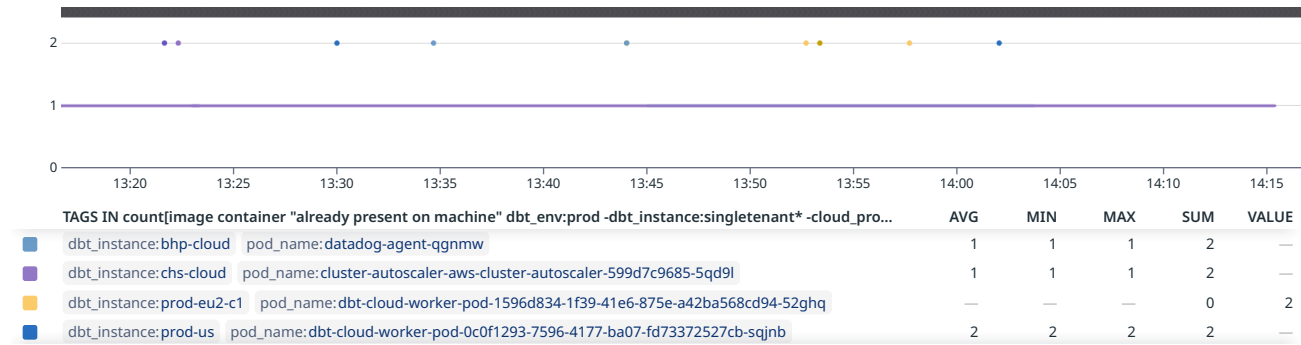 2
1
0
13:20 13:25 13:30 13:35 13:40 13:45 13:50 13:55 14:00 14:05 14:10 14:15
TAGS IN count[image container "already present on machine" dbt_env:prod -dbt_instance:singletenant* -cloud_pro... AVG MIN MAX SUM VALUE
dbt_instance:bhp-cloud pod_name:datadog-agent-qgnmw 1 1 1 2 —
dbt_instance:chs-cloud pod_name:cluster-autoscaler-aws-cluster-autoscaler-599d7c9685-5qd9l 1 1 1 2 —
dbt_instance:prod-eu2-c1 pod_name:dbt-cloud-worker-pod-1596d834-1f39-41e6-875e-a42ba568cd94-52ghq — — — 0 2
dbt_instance:prod-us pod_name:dbt-cloud-worker-pod-0c0f1293-7596-4177-ba07-fd73372527cb-sqjnb 2 2 2 2 —